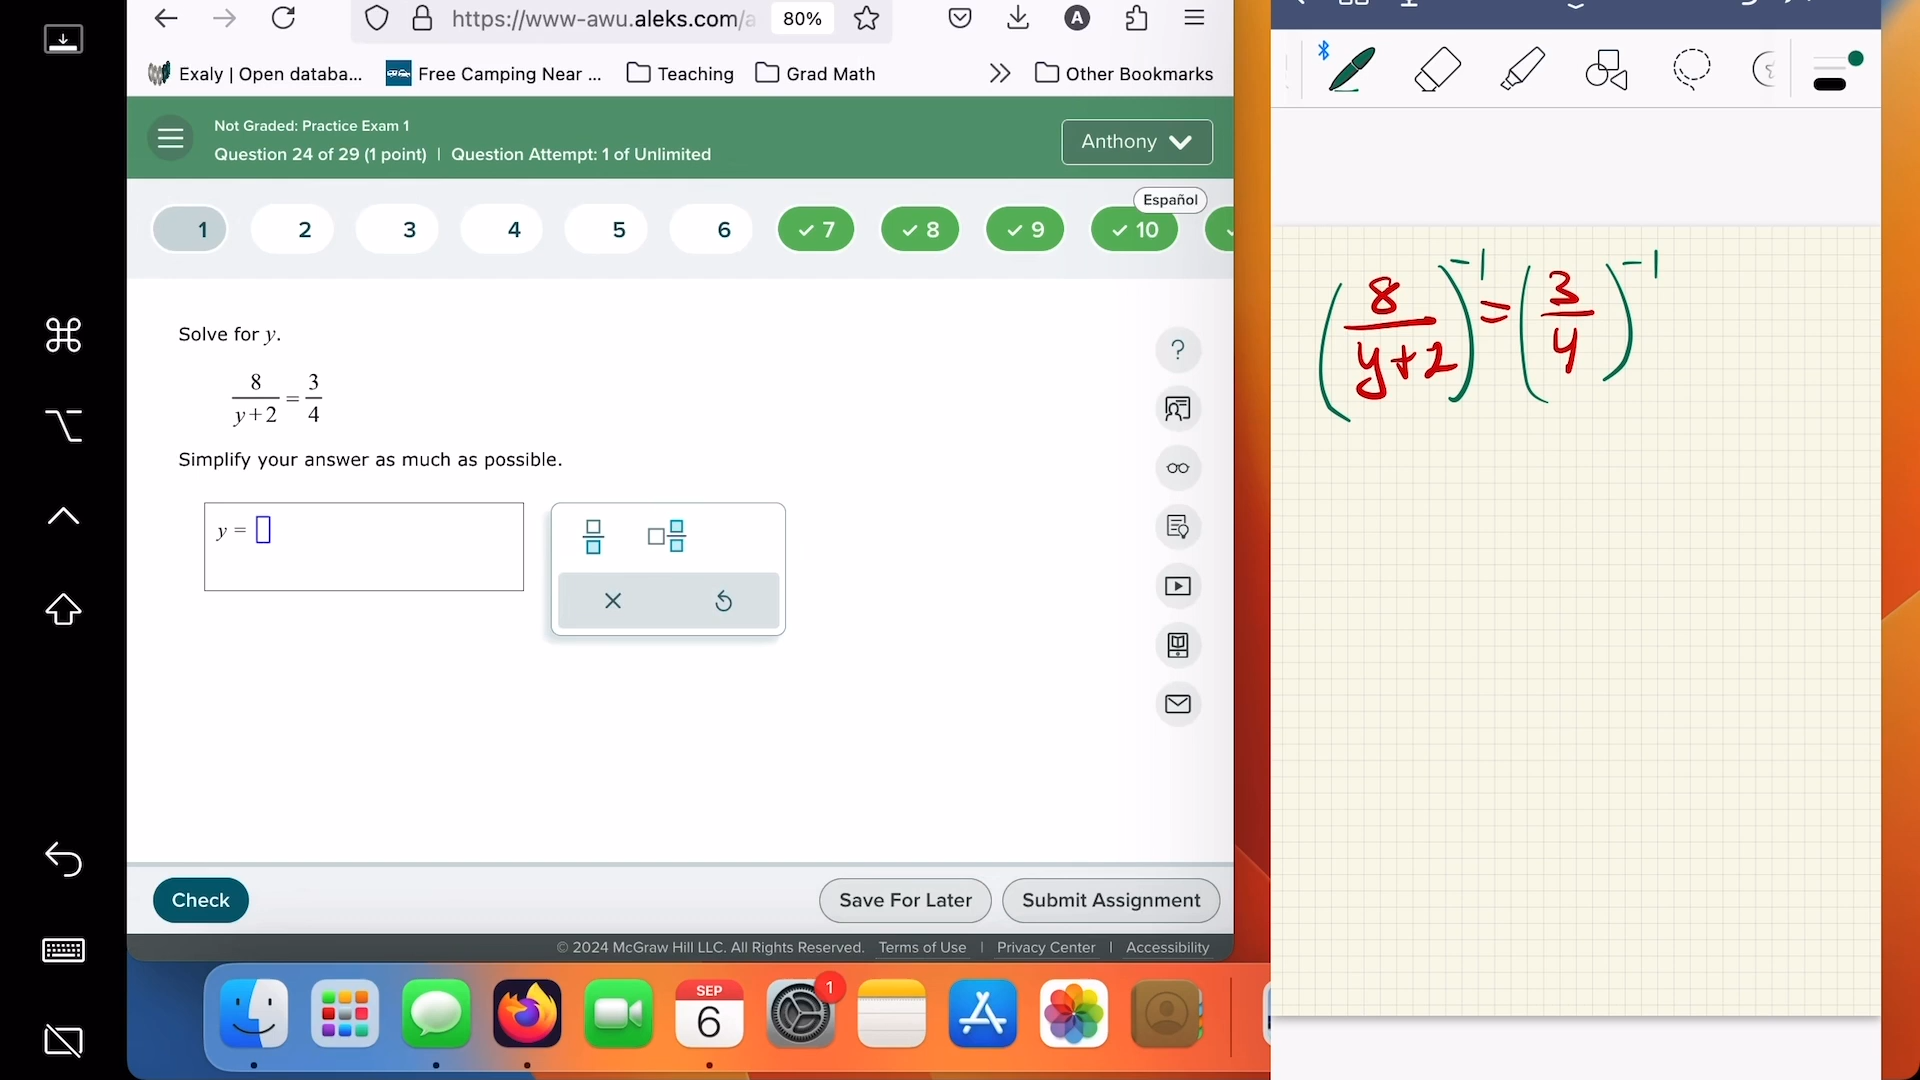 https://www-awu.aleks.com/a
80%
A
Exaly | Open databa...
Free Camping Near ...
Teaching
Grad Math
Other Bookmarks
Not Graded: Practice Exam 1
Question 24 of 29 (1 point) | Question Attempt: 1 of Unlimited
Anthony
Español
1 2 3 4 5 6 7 8 9 10
Solve for y.
8/(y+2) = 3/4
Simplify your answer as much as possible.
y =
?
Check
Save For Later
Submit Assignment
© 2024 McGraw Hill LLC. All Rights Reserved. Terms of Use | Privacy Center | Accessibility
SEP
6
1
(8/(y+2))^-1 = (3/4)^-1